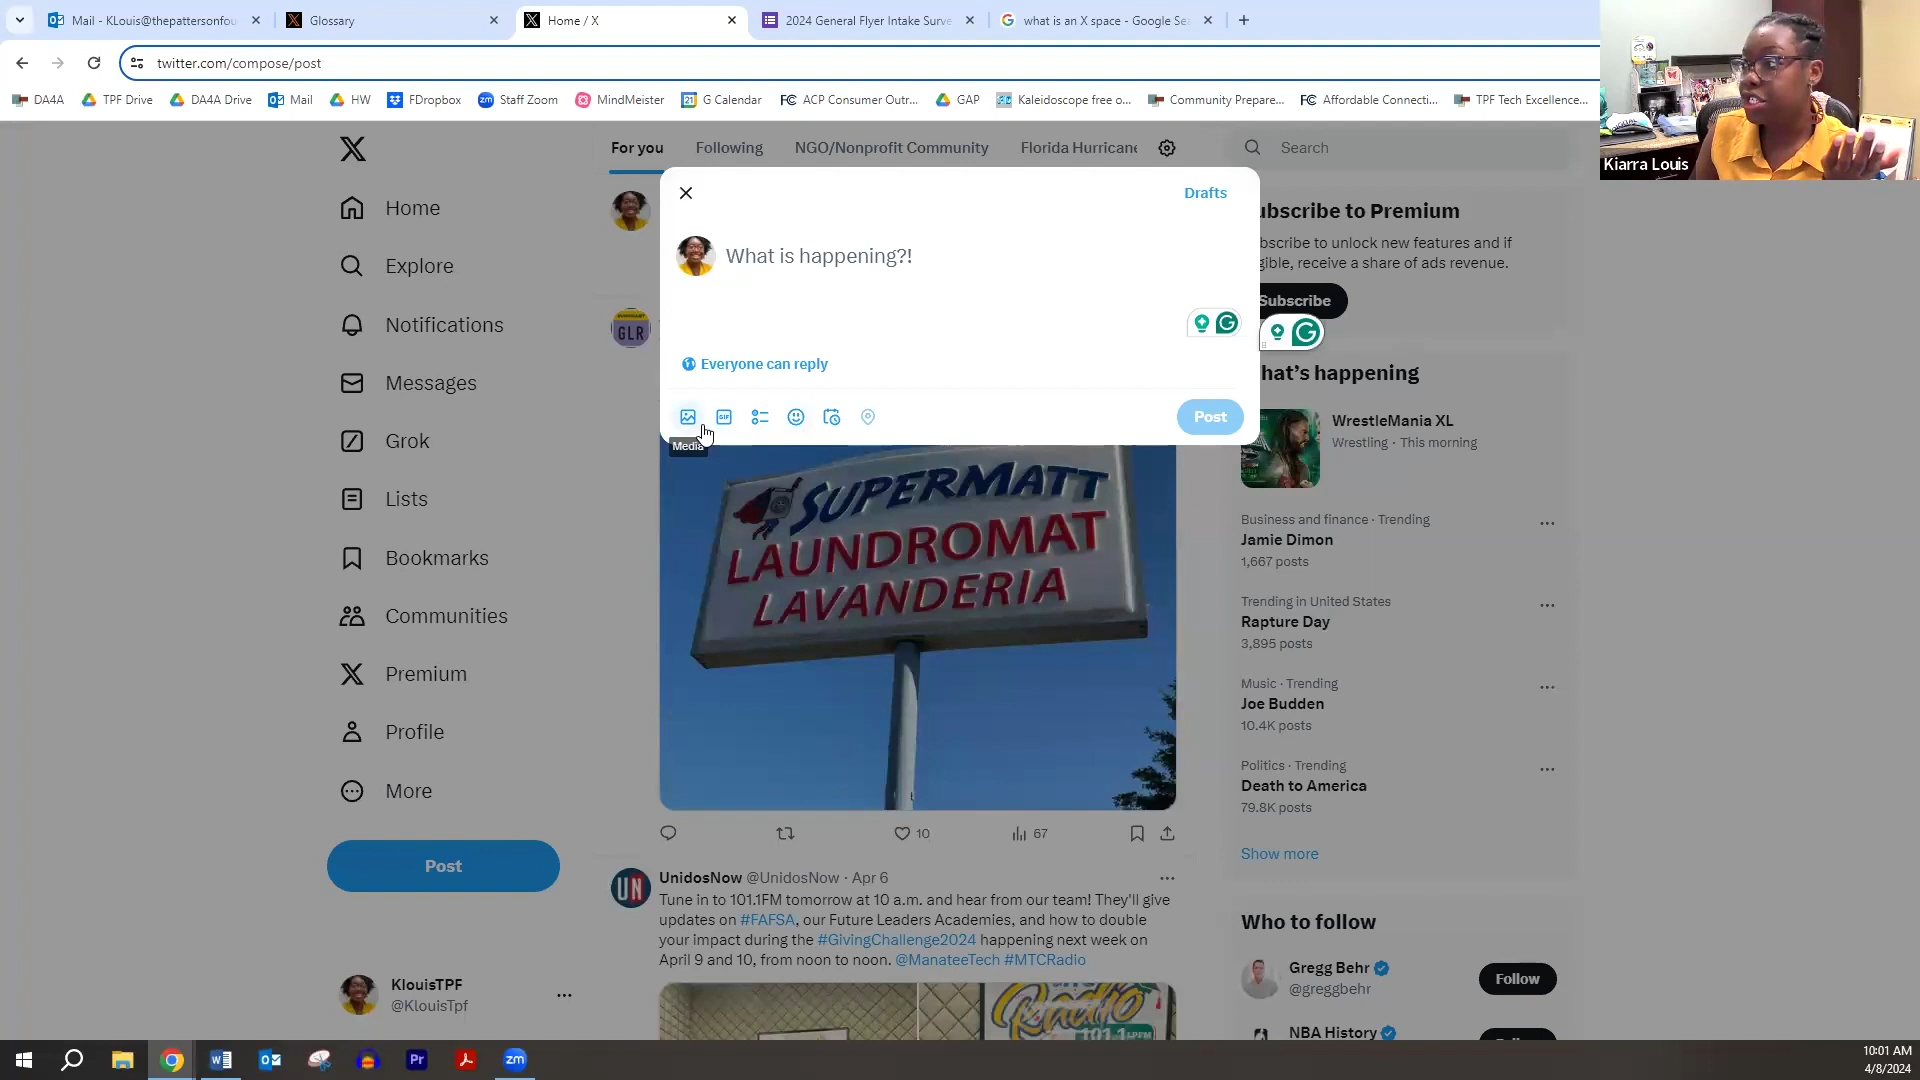 Mail - KLouis@thepattersonfou
Glossary
Home / X
2024 General Flyer Intake Surve
what is an X space - Google Se
twitter.com/compose/post
DA4A
TPF Drive
DA4A Drive
Mail
HW
FDropbox
Staff Zoom
MindMeister
G Calendar
ACP Consumer Outr...
GAP
Kaleidoscope free o...
Community Prepare...
Affordable Connecti...
TPF Tech Excellence...
Kiarra Louis
Home
Explore
Notifications
Messages
Grok
Lists
Bookmarks
Communities
Premium
Profile
More
Post
KlouisTPF
@KlouisTpf
For you
Following
NGO/Nonprofit Community
Florida Hurricane
Drafts
What is happening?!
Everyone can reply
GIF
Post
Media
GLR
SUPERMATT
LAUNDROMAT
LAVANDERIA
10
67
UN
UnidosNow @UnidosNow · Apr 6
Tune in to 101.1FM tomorrow at 10 a.m. and hear from our team! They'll give
updates on #FAFSA, our Future Leaders Academies, and how to double
your impact during the #GivingChallenge2024 happening next week on
April 9 and 10, from noon to noon. @ManateeTech #MTCRadio
Radio
101.1 LPFM
Search
ubscribe to Premium
bscribe to unlock new features and if
gible, receive a share of ads revenue.
Subscribe
hat's happening
WrestleMania XL
Wrestling · This morning
Business and finance · Trending
Jamie Dimon
1,667 posts
Trending in United States
Rapture Day
3,895 posts
Music · Trending
Joe Budden
10.4K posts
Politics · Trending
Death to America
79.8K posts
Show more
Who to follow
Gregg Behr
@greggbehr
Follow
NBA History
10:01 AM
4/8/2024